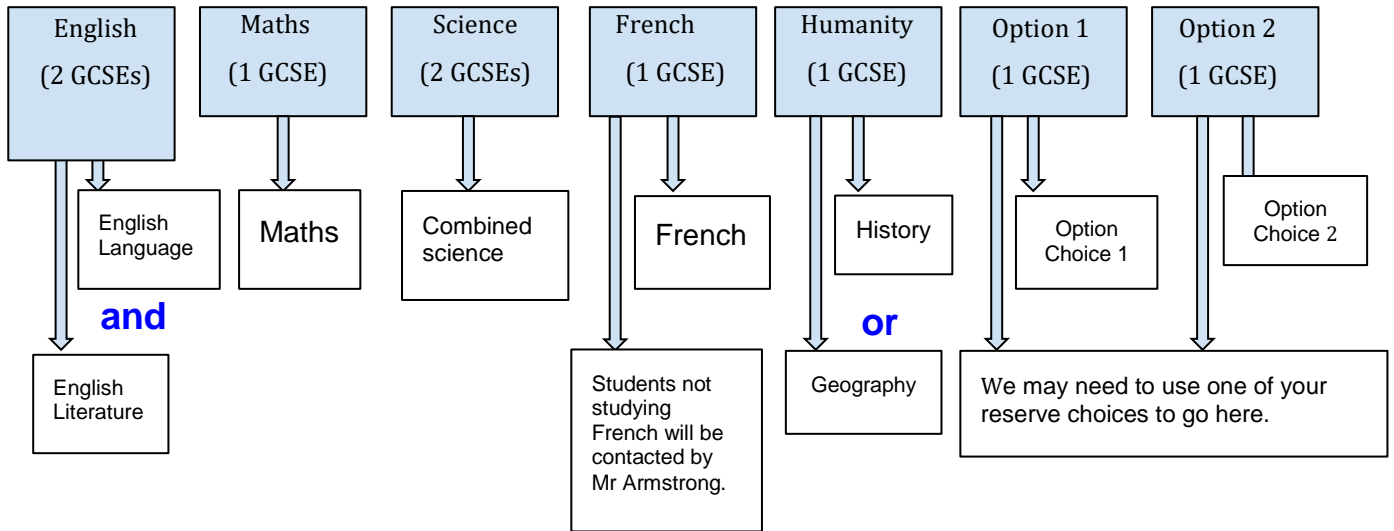 English
(2 GCSEs)
Maths
(1 GCSE)
Science
(2 GCSEs)
French
(1 GCSE)
Humanity
(1 GCSE)
Option 1
(1 GCSE)
Option 2
(1 GCSE)
English
Language
Maths
Combined
science
French
History
Option
Choice 1
Option
Choice 2
and
or
English
Literature
Students not
studying
French will be
contacted by
Mr Armstrong.
Geography
We may need to use one of your
reserve choices to go here.